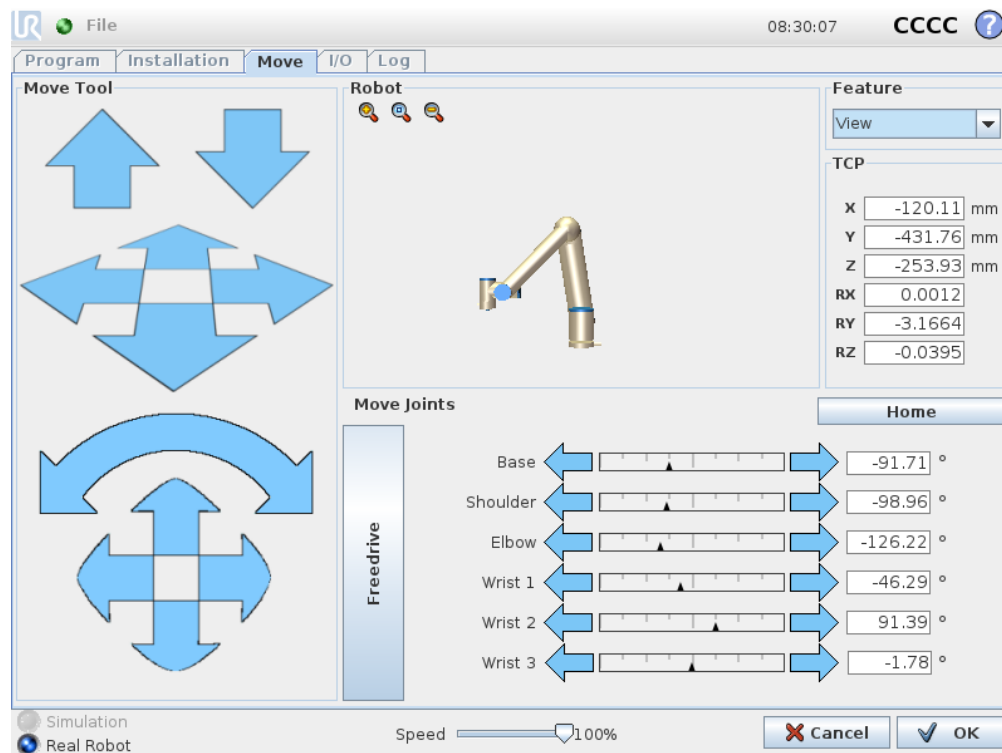 UR File 08:30:07 CCCC ?
Program Installation Move I/O Log
Move Tool
Robot
Feature
View
TCP
X -120.11 mm
Y -431.76 mm
Z -253.93 mm
RX 0.0012
RY -3.1664
RZ -0.0395
Move Joints
Home
Freedrive
Base -91.71 °
Shoulder -98.96 °
Elbow -126.22 °
Wrist 1 -46.29 °
Wrist 2 91.39 °
Wrist 3 -1.78 °
Simulation
Real Robot
Speed 100%
Cancel OK